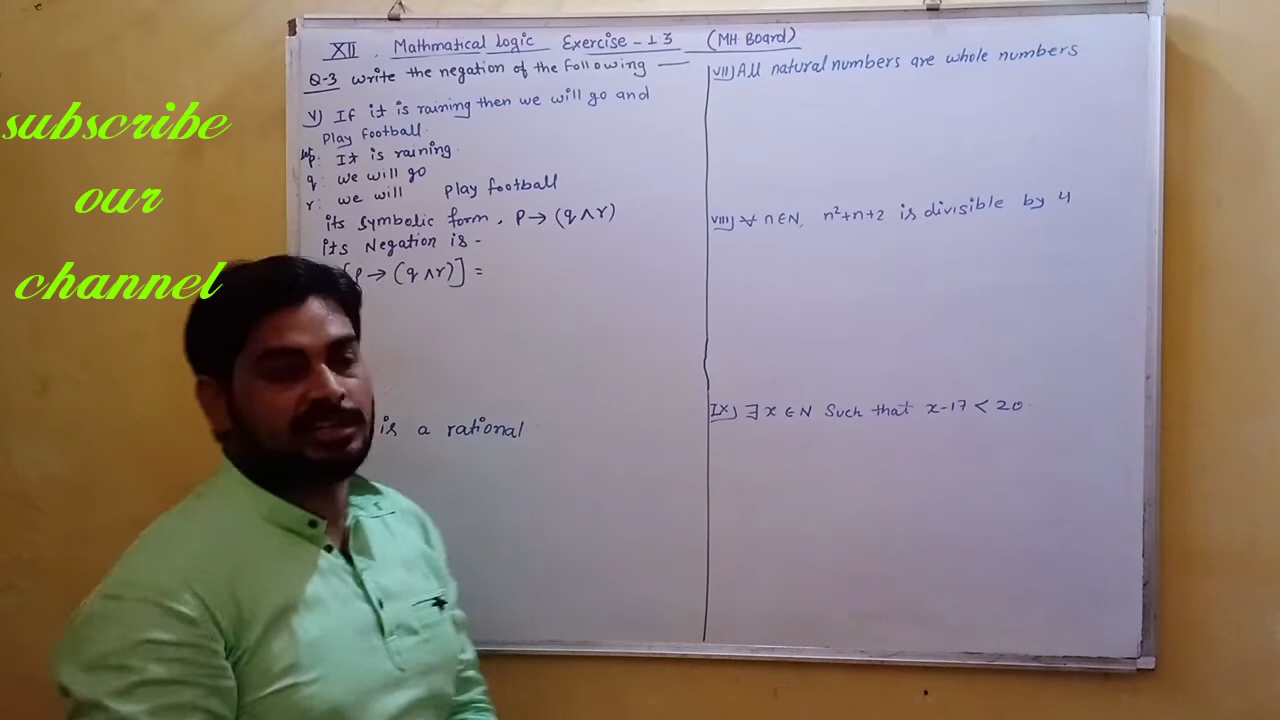 subscribe
our
channel
XII . Mathmatical logic Exercise - 1 3 (MH. Board)
Q-3 write the negation of the following —
V) If it is raining then we will go and
Play football.
let p: It is raining.
q: we will go
r: we will play football
its symbolic form. P → (q ∧ r)
its Negation is -
[p → (q ∧ r)] =
is a rational
VII) All natural numbers are whole numbers
VIII) ∀ n ∈ N, n²+n+2 is divisible by 4
IX) ∃ x ∈ N Such that x-17 < 20.